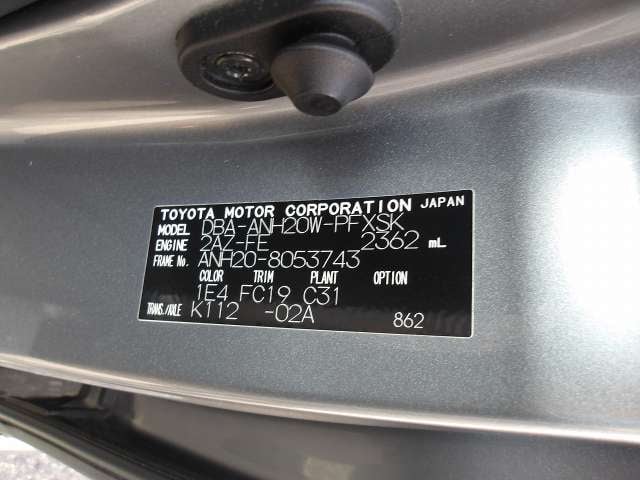 TOYOTA MOTOR CORPORATION JAPAN
MODEL DBA-ANH20W-PFXSK
ENGINE 2AZ-FE 2362 mL
FRAME No. ANH20-8053743
COLOR TRIM PLANT OPTION
1E4 FC19 C31
TRANS./AXLE K112 -02A
862